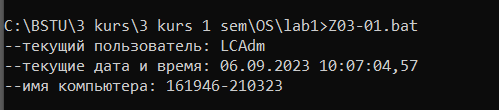 C:\BSTU\3 kurs\3 kurs 1 sem\OS\lab1>Z03-01.bat
--текущий пользователь: LCAdm
--текущие дата и время: 06.09.2023 10:07:04,57
--имя компьютера: 161946-210323